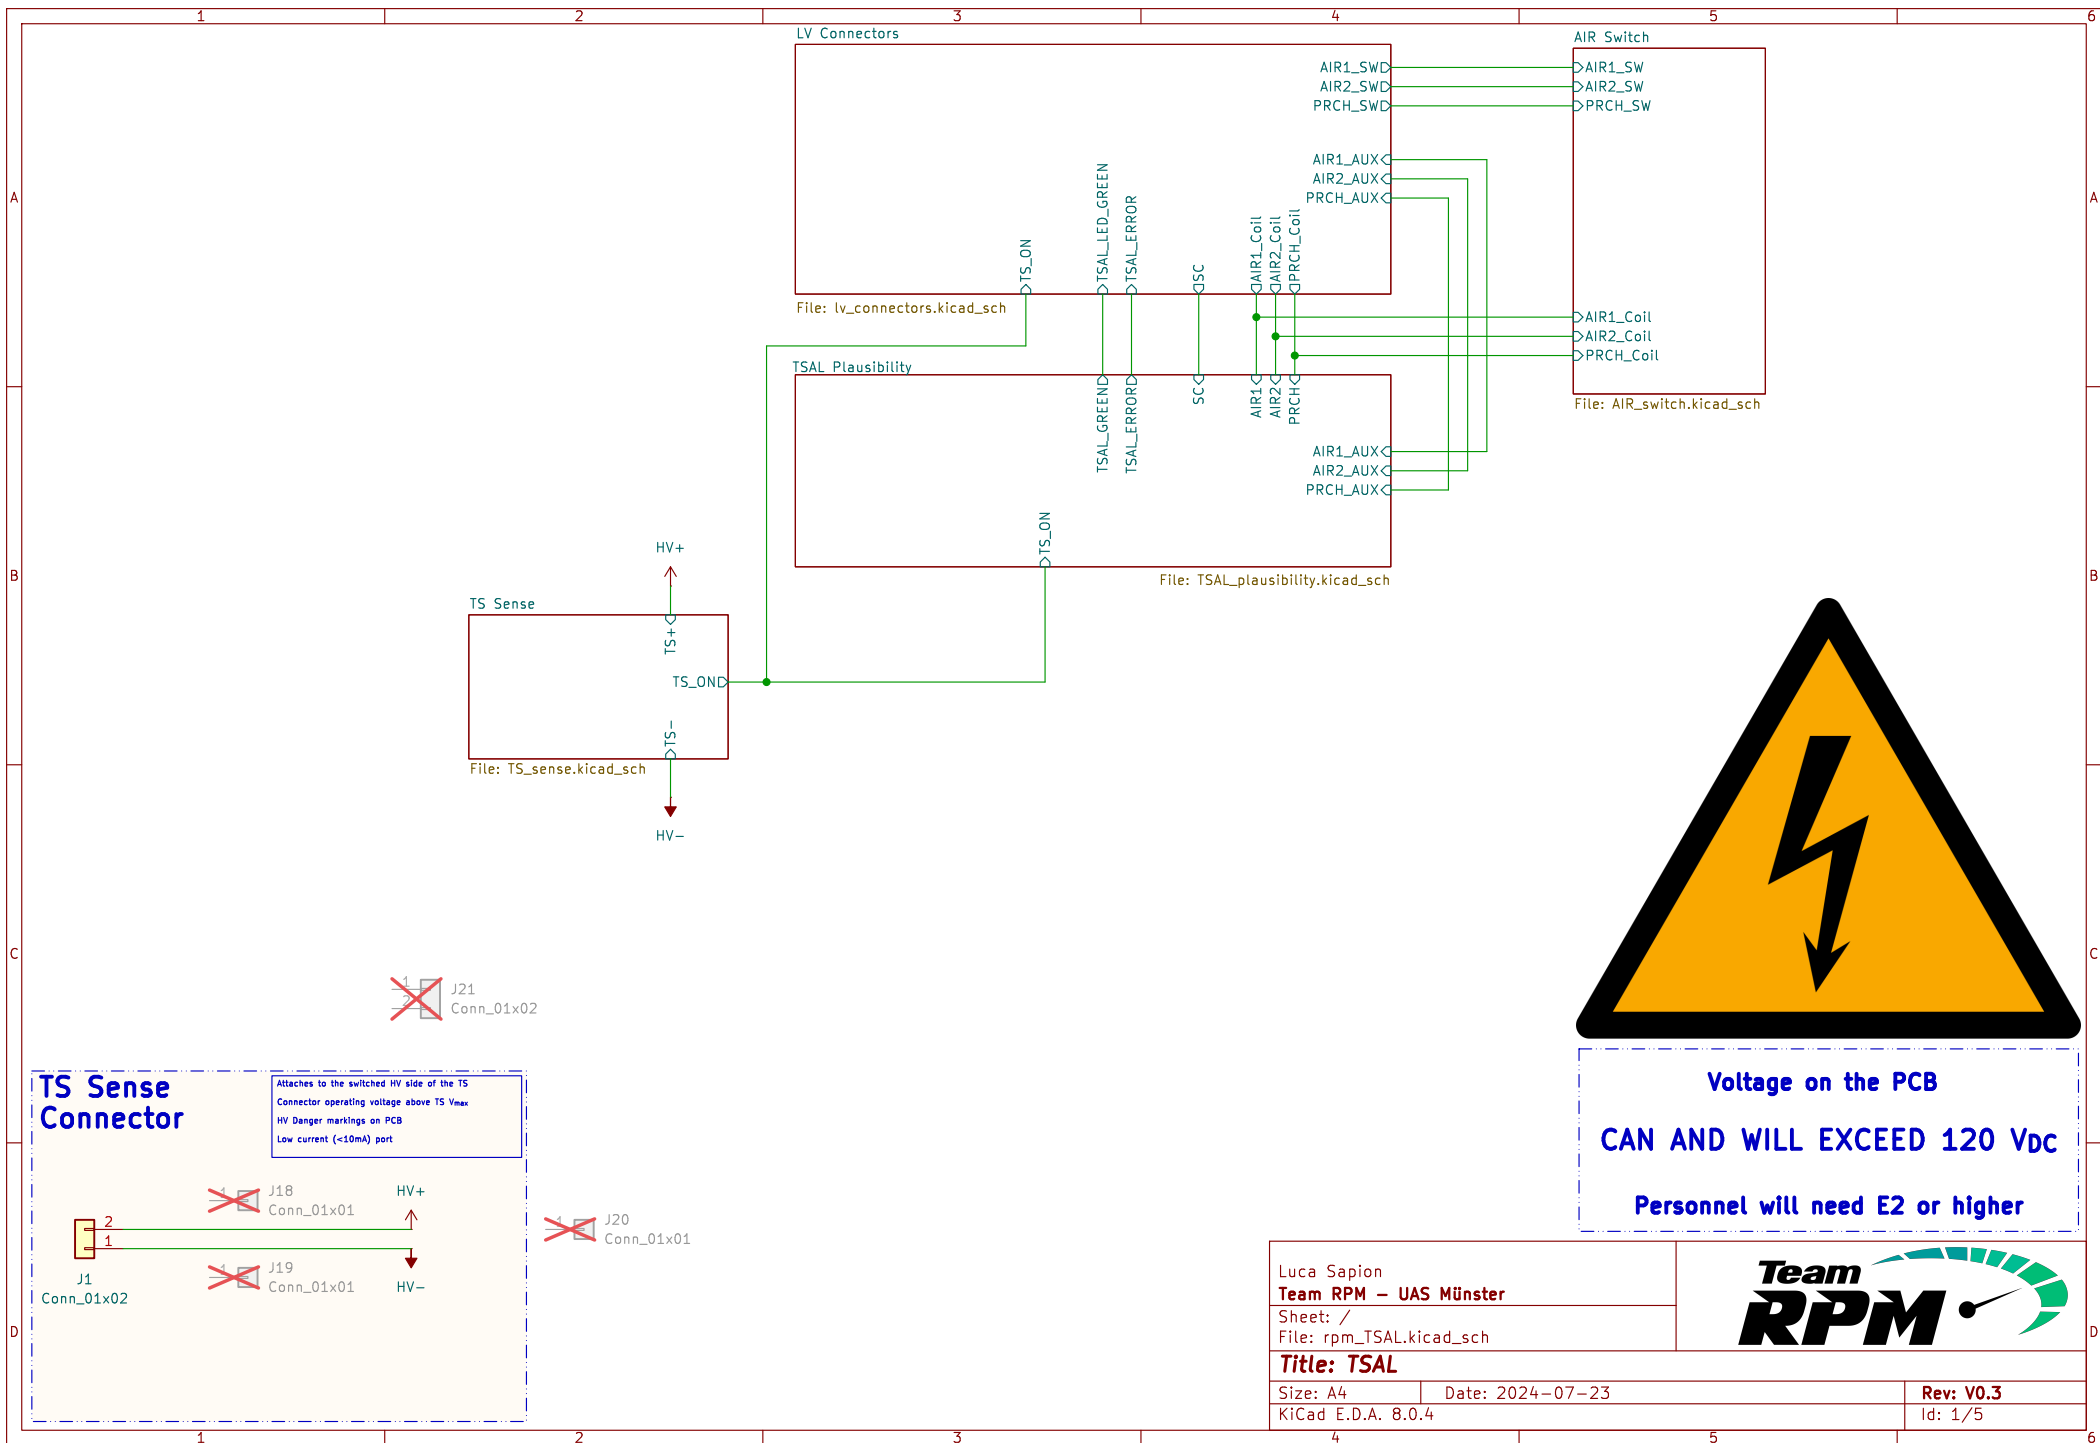 1 2 3 4 5 6
A A
B B
C C
D D
1 2 3 4 5 6
LV Connectors
AIR1_SW
AIR2_SW
PRCH_SW
AIR1_AUX
AIR2_AUX
PRCH_AUX
TS_ON
TSAL_LED_GREEN
TSAL_ERROR
SC
AIR1_Coil
AIR2_Coil
PRCH_Coil
File: lv_connectors.kicad_sch
AIR Switch
AIR1_SW
AIR2_SW
PRCH_SW
AIR1_Coil
AIR2_Coil
PRCH_Coil
File: AIR_switch.kicad_sch
TSAL Plausibility
TSAL_GREEN
TSAL_ERROR
SC
AIR1
AIR2
PRCH
AIR1_AUX
AIR2_AUX
PRCH_AUX
TS_ON
File: TSAL_plausibility.kicad_sch
HV+
TS Sense
TS+
TS_ON
TS-
File: TS_sense.kicad_sch
HV-
1
2
J21
Conn_01x02
TS Sense
Connector
Attaches to the switched HV side of the TS
Connector operating voltage above TS Vmax
HV Danger markings on PCB
Low current (<10mA) port
1
J18
Conn_01x01
HV+
2
1
J1
Conn_01x02
1
J19
Conn_01x01
HV-
1
J20
Conn_01x01
Voltage on the PCB
CAN AND WILL EXCEED 120 VDC
Personnel will need E2 or higher
Luca Sapion
Team RPM - UAS Münster
Sheet: /
File: rpm_TSAL.kicad_sch
Team
RPM
Title: TSAL
Size: A4
Date: 2024-07-23
Rev: V0.3
KiCad E.D.A. 8.0.4
Id: 1/5